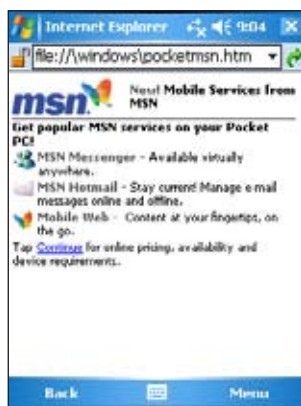 Internet Explorer 9:04
file://\windows\pocketmsn.htm
msn
New! Mobile Services from
MSN
Get popular MSN services on your Pocket
PC!
MSN Messenger - Available virtually
anywhere.
MSN Hotmail - Stay current! Manage e-mail
messages online and offline.
Mobile Web - Content at your fingertips, on
the go.
Tap Continue for online pricing, availability and
device requirements.
Back Menu